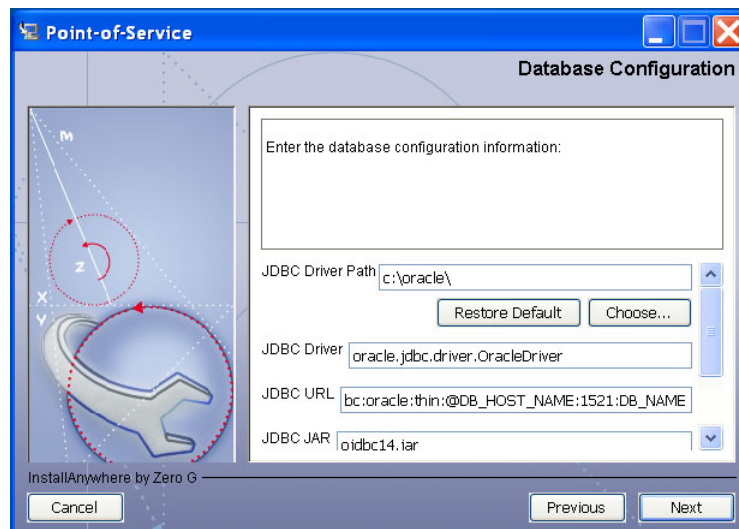 Point-of-Service
Database Configuration
m
z
X
Y
Enter the database configuration information:
JDBC Driver Path c:\oracle\
Restore Default Choose...
JDBC Driver oracle.jdbc.driver.OracleDriver
JDBC URL bc:oracle:thin:@DB_HOST_NAME:1521:DB_NAME
JDBC JAR ojdbc14.jar
InstallAnywhere by Zero G
Cancel Previous Next